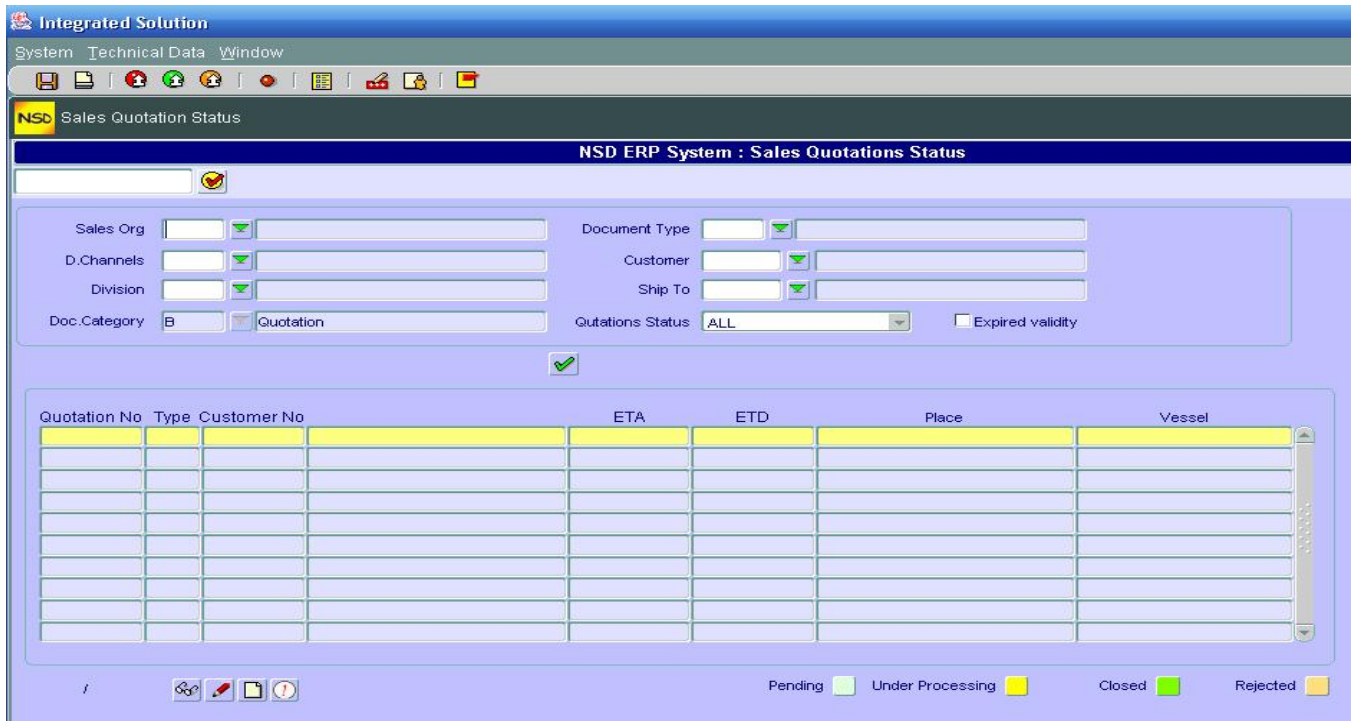 Integrated Solution
System Technical Data Window
NSD Sales Quotation Status
NSD ERP System : Sales Quotations Status
Sales Org Document Type
D.Channels Customer
Division Ship To
Doc.Category B Quotation Qutations Status ALL Expired validity
Quotation No Type Customer No ETA ETD Place Vessel
/ Pending Under Processing Closed Rejected